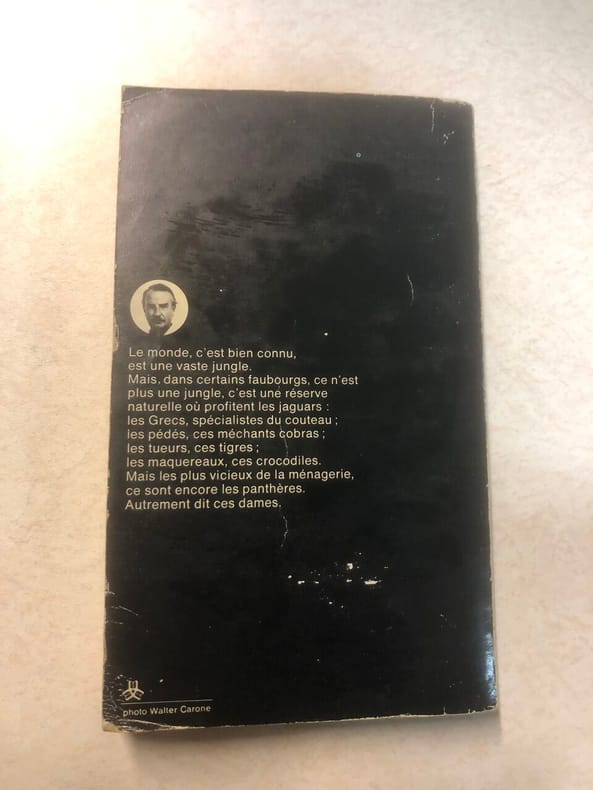 Le monde, c'est bien connu,
est une vaste jungle.
Mais, dans certains faubourgs, ce n'est
plus une jungle, c'est une réserve
naturelle où profitent les jaguars :
les Grecs, spécialistes du couteau ;
les pédés, ces méchants cobras ;
les tueurs, ces tigres ;
les maquereaux, ces crocodiles.
Mais les plus vicieux de la ménagerie,
ce sont encore les panthères.
Autrement dit ces dames.
photo Walter Carone